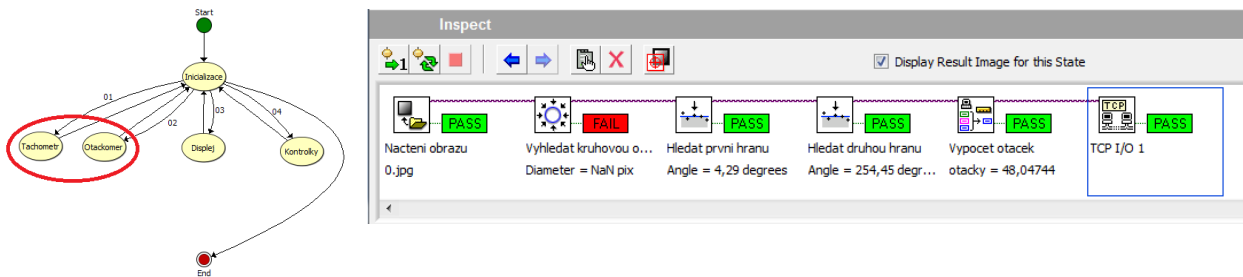 Start
Inicializace
01
02
03
04
Tachometr
Otackomer
Displej
Kontrolky
End
Inspect
1
Display Result Image for this State
TCP
PASS
FAIL
PASS
PASS
PASS
PASS
Nacteni obrazu
Vyhledat kruhovou o...
Hledat prvni hranu
Hledat druhou hranu
Vypocet otacek
TCP I/O 1
0.jpg
Diameter = NaN pix
Angle = 4,29 degrees
Angle = 254,45 degr...
otacky = 48,04744